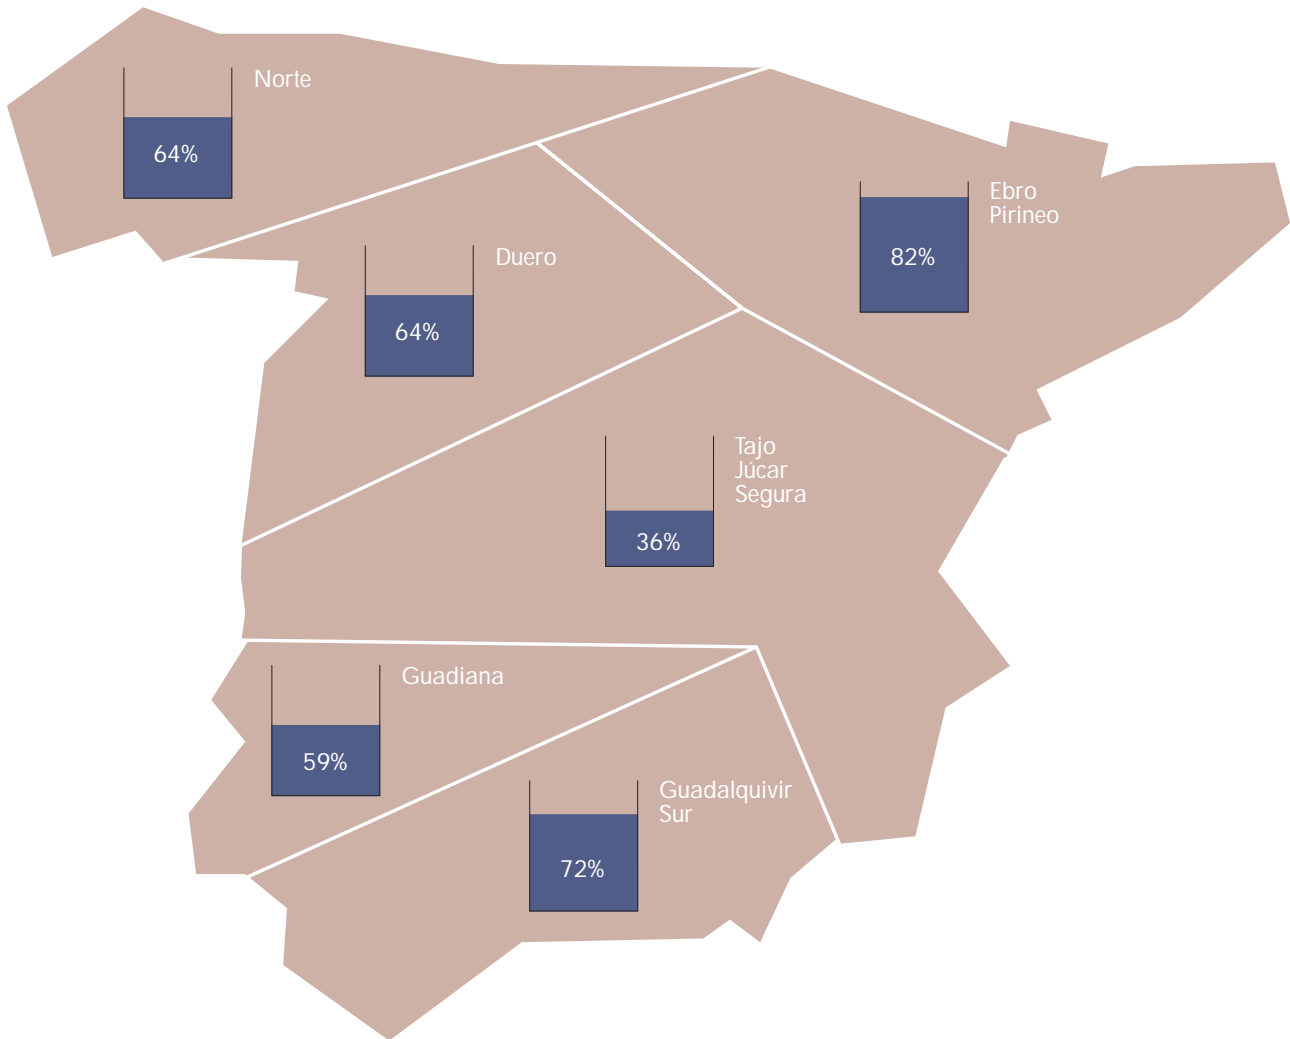 Norte
64%
Ebro
Pirineo
82%
Duero
64%
Tajo
Júcar
Segura
36%
Guadiana
59%
Guadalquivir
Sur
72%